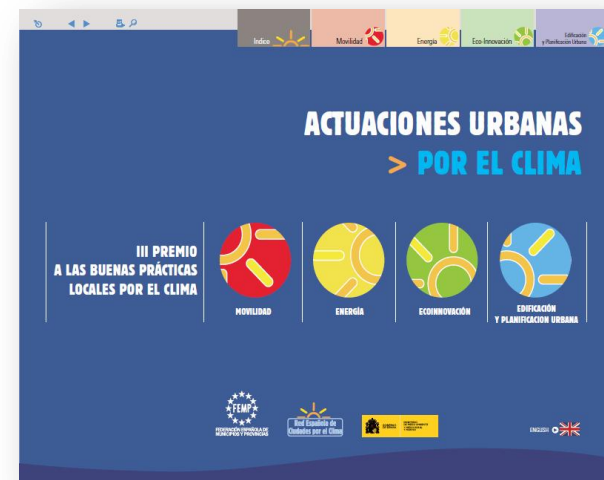 Indice
Movilidad
Energía
Eco-Innovación
Edificación
y Planificación Urbana
ACTUACIONES URBANAS
> POR EL CLIMA
III PREMIO
A LAS BUENAS PRÁCTICAS
LOCALES POR EL CLIMA
MOVILIDAD
ENERGÍA
ECOINNOVACIÓN
EDIFICACIÓN
Y PLANIFICACION URBANA
FEMP
FEDERACIÓN ESPAÑOLA DE
MUNICIPIOS Y PROVINCIAS
Red Española de
Ciudades por el Clima
ENGLISH